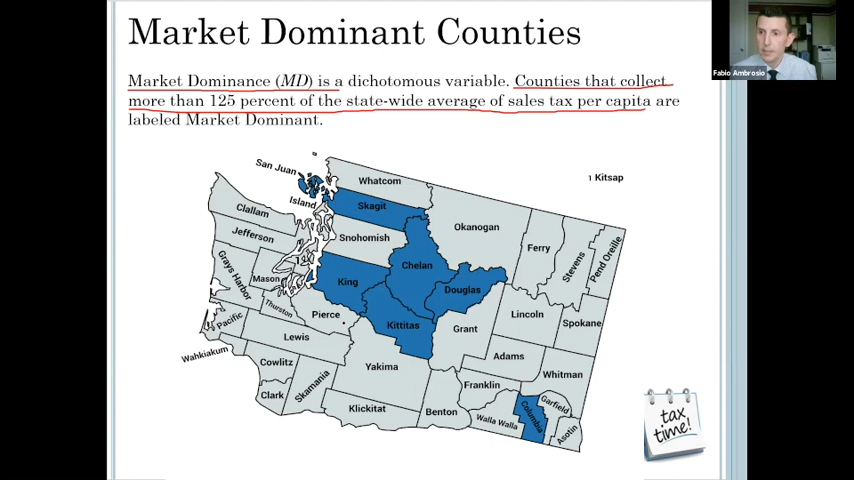 Market Dominant Counties
Fabio Ambrosio
Market Dominance (MD) is a dichotomous variable. Counties that collect
more than 125 percent of the state-wide average of sales tax per capita are
labeled Market Dominant.
San Juan
Whatcom
1 Kitsap
Island
Skagit
Clallam
Okanogan
Jefferson
Snohomish
Ferry
Stevens
Pend Oreille
Chelan
Grays Harbor
Mason
1
King
Douglas
Thurston
Pierce
Lincoln
Pacific
Kittitas
Grant
Spokane
Lewis
Wahkiakum
Adams
Cowlitz
Yakima
Whitman
Skamania
Franklin
Clark
Klickitat
Benton
Walla Walla
Columbia
Garfield
Asotin
tax
time!